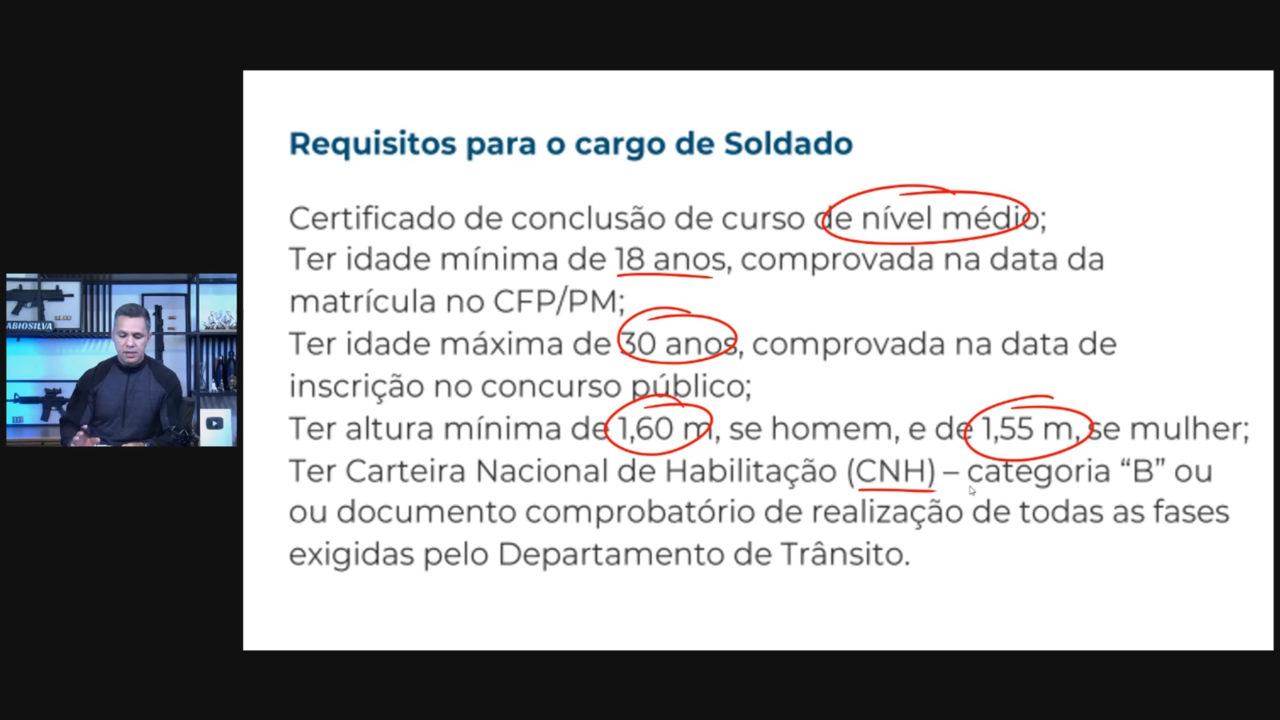 Requisitos para o cargo de Soldado
Certificado de conclusão de curso de nível médio;
Ter idade mínima de 18 anos, comprovada na data da
matrícula no CFP/PM;
Ter idade máxima de 30 anos, comprovada na data de
inscrição no concurso público;
Ter altura mínima de 1,60 m, se homem, e de 1,55 m, se mulher;
Ter Carteira Nacional de Habilitação (CNH) – categoria “B” ou
ou documento comprobatório de realização de todas as fases
exigidas pelo Departamento de Trânsito.
ABIOSILVA